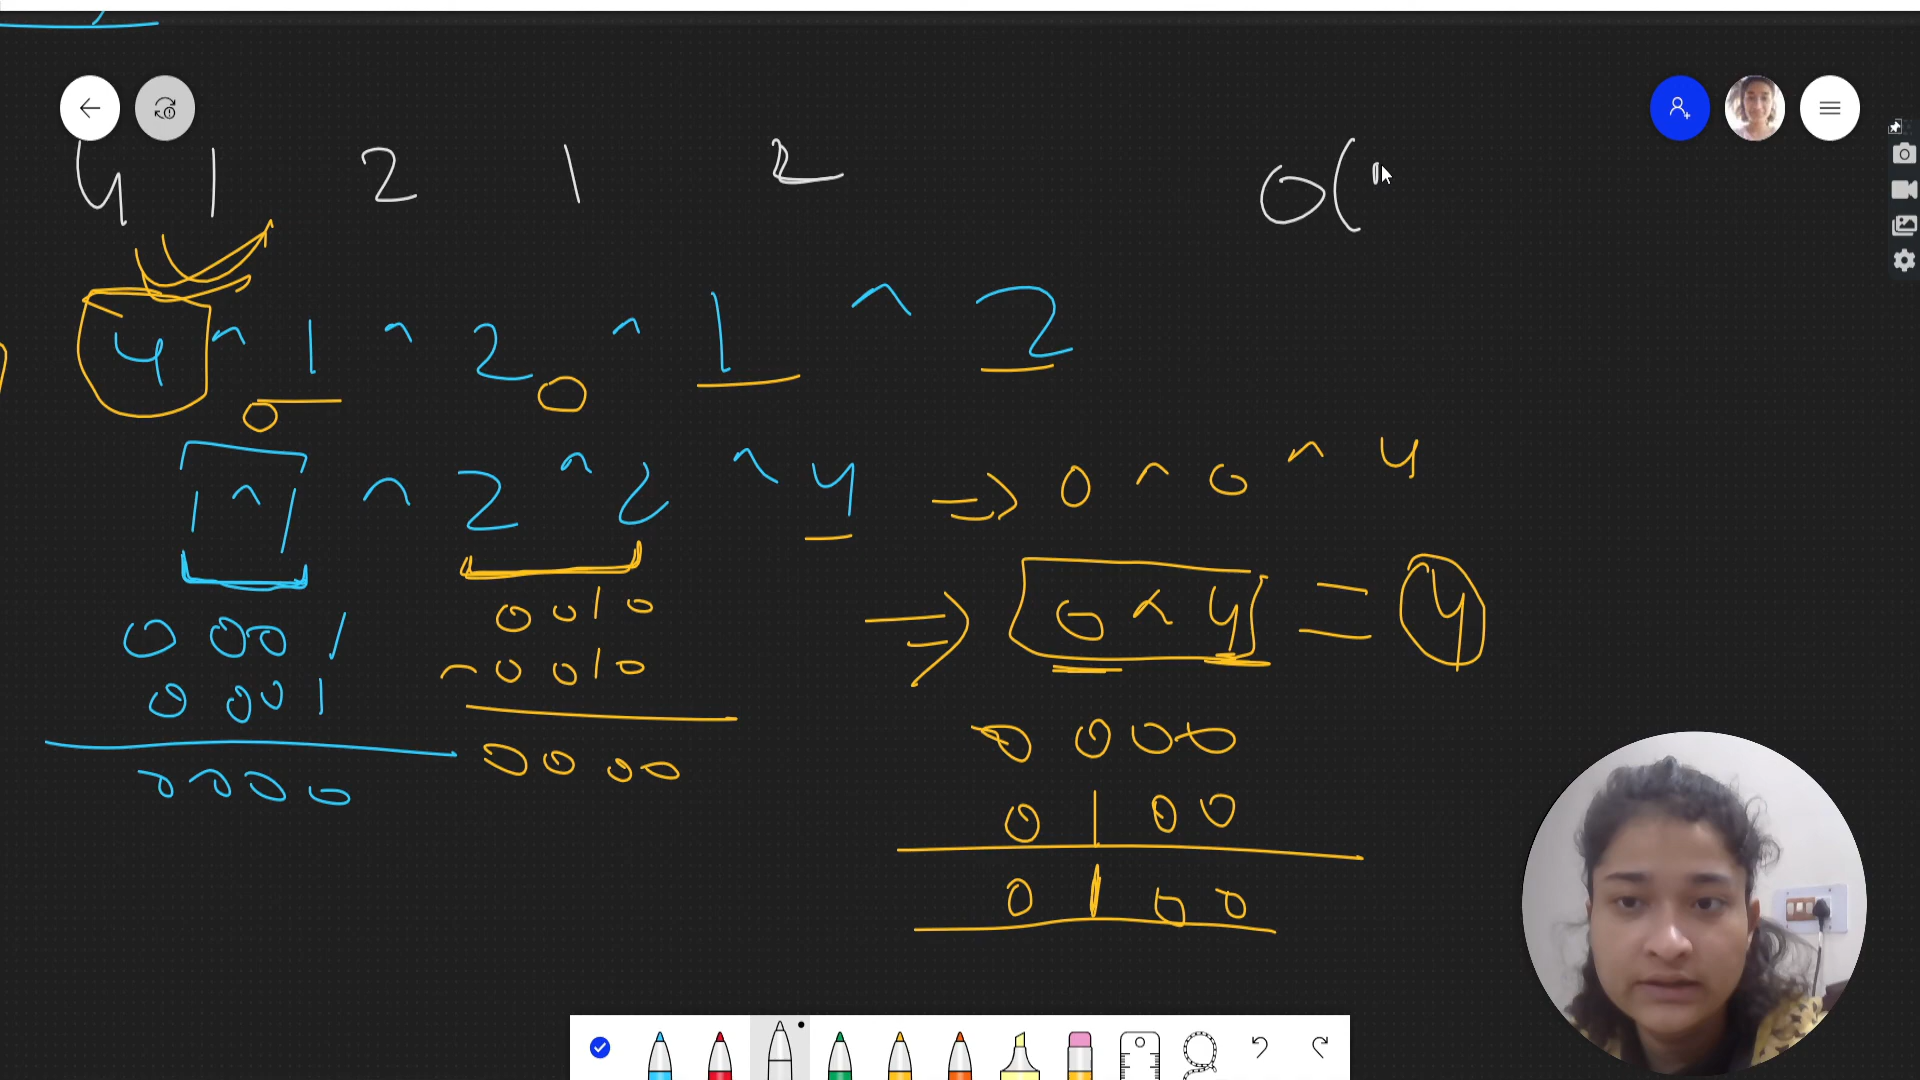 4 1 2 1 2
O(
4 ^ 1 ^ 2 ^ 1 ^ 2
0 0
1 ^ 1 ^ 2 ^ 2 ^ 4 => 0 ^ 0 ^ 4
=> 0 ^ 4 = 4
0001
0001
0000
0010
^ 0010
0000
0000
0100
0100